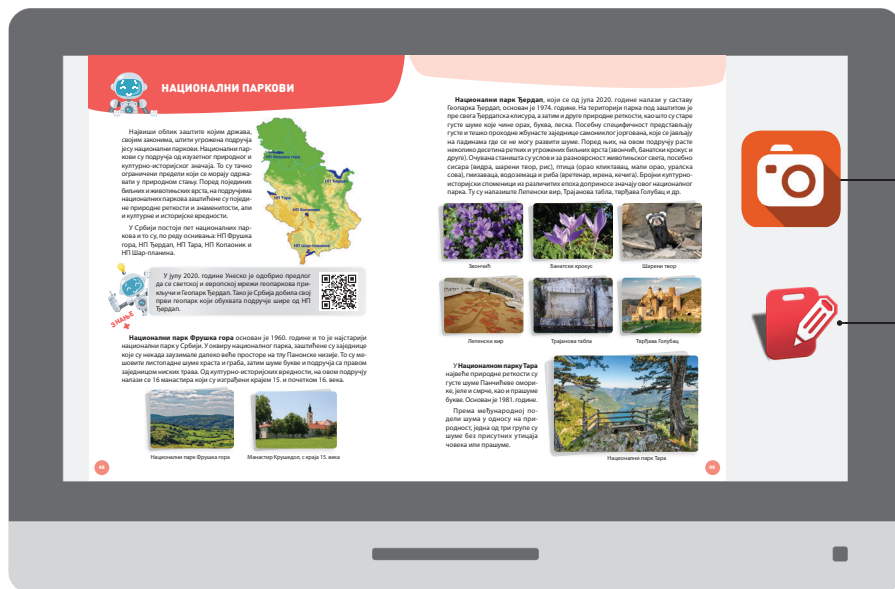 НАЦИОНАЛНИ ПАРКОВИ
Највиши облик заштите којим држава,
својим законима, штити угрожена подручја
јесу национални паркови. Национални пар-
кови су подручја од изузетног природног и
културно-историјског значаја. То су тачно
ограничени предели који се морају одржа-
вати у природном стању. Поред појединих
биљних и животињских врста, на подручјима
националних паркова заштићене су поједи-
не природне реткости и знаменитости, али
и културне и историјске вредности.
У Србији постоји пет националних пар-
кова и то су, по реду оснивања: НП Фрушка
гора, НП Ђердап, НП Тара, НП Копаоник и
НП Шар-планина.
НП Фрушка гора
НП Ђердап
НП Тара
НП Копаоник
НП Шар-планина
ЗНАЊЕ
+
У јулу 2020. године Унеско је одобрио предлог
да се светској и европској мрежи геопаркова при-
кључи и Геопарк Ђердап. Тако је Србија добила свој
први геопарк који обухвата подручје шире од НП
Ђердап.
Национални парк Фрушка гора основан је 1960. године и то је најстарији
национални парк у Србији. У оквиру националног парка, заштићене су заједнице
које су некада заузимале далеко веће просторе на тлу Панонске низије. То су ме-
шовите листопадне шуме храста и граба, затим шуме букве и подручја са правом
заједницом ниских трава. Од културно-историјских вредности, на овом подручју
налази се 16 манастира који су изграђени крајем 15. и почетком 16. века.
Национални парк Фрушка гора
Манастир Крушедол, с краја 15. века
48
Национални парк Ђердап, који се од јула 2020. године налази у саставу
Геопарка Ђердап, основан је 1974. године. На територији парка под заштитом је
пре свега Ђердапска клисура, а затим и друге природне реткости, као што су старе
густе шуме које чине орах, буква, леска. Посебну специфичност представљају
густе и тешко проходне жбунасте заједнице самониклог јоргована, које се јављају
на падинама где се не могу развити шуме. Поред њих, на овом подручју расте
неколико десетина ретких и угрожених биљних врста (звончић, банатски крокус и
друге). Очувана станишта су услови за разноврсност животињског света, посебно
сисара (видра, шарени твор, рис), птица (орао кликтавац, мали орао, уралска
сова), гмизаваца, водоземаца и риба (вретенар, мрена, кечига). Бројни културно-
историјски споменици из различитих епоха доприносе значају овог националног
парка. Ту су налазиште Лепенски вир, Трајанова табла, тврђава Голубац и др.
Звончић
Банатски крокус
Шарени твор
Лепенски вир
Трајанова табла
Тврђава Голубац
У Националном парку Тара
највеће природне реткости су
густе шуме Панчићеве омори-
ке, јеле и смрче, као и прашуме
букве. Основан је 1981. године.
Према међународној по-
дели шума у односу на при-
родност, једна од три групе су
шуме без присутних утицаја
човека или прашуме.
Национални парк Тара
49